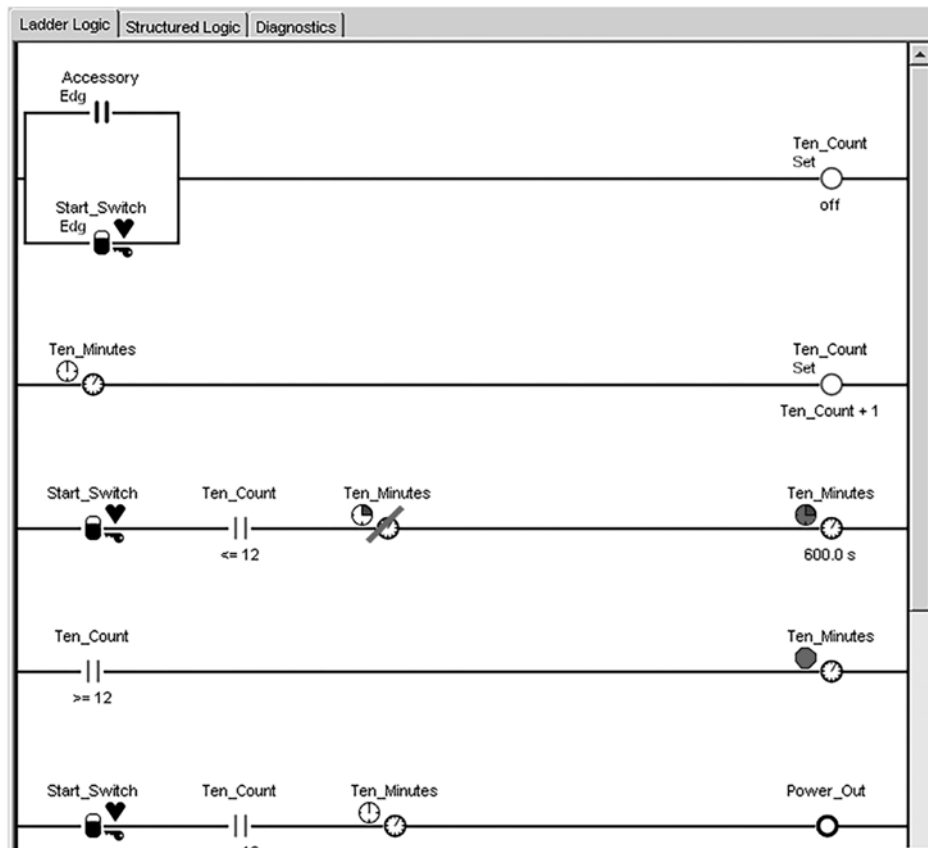 Ladder Logic Structured Logic Diagnostics
Accessory
Edg
Ten_Count
Set
off
Start_Switch
Edg
Ten_Minutes
Ten_Count
Set
Ten_Count + 1
Start_Switch Ten_Count Ten_Minutes Ten_Minutes
<= 12 600.0 s
Ten_Count Ten_Minutes
>= 12
Start_Switch Ten_Count Ten_Minutes Power_Out